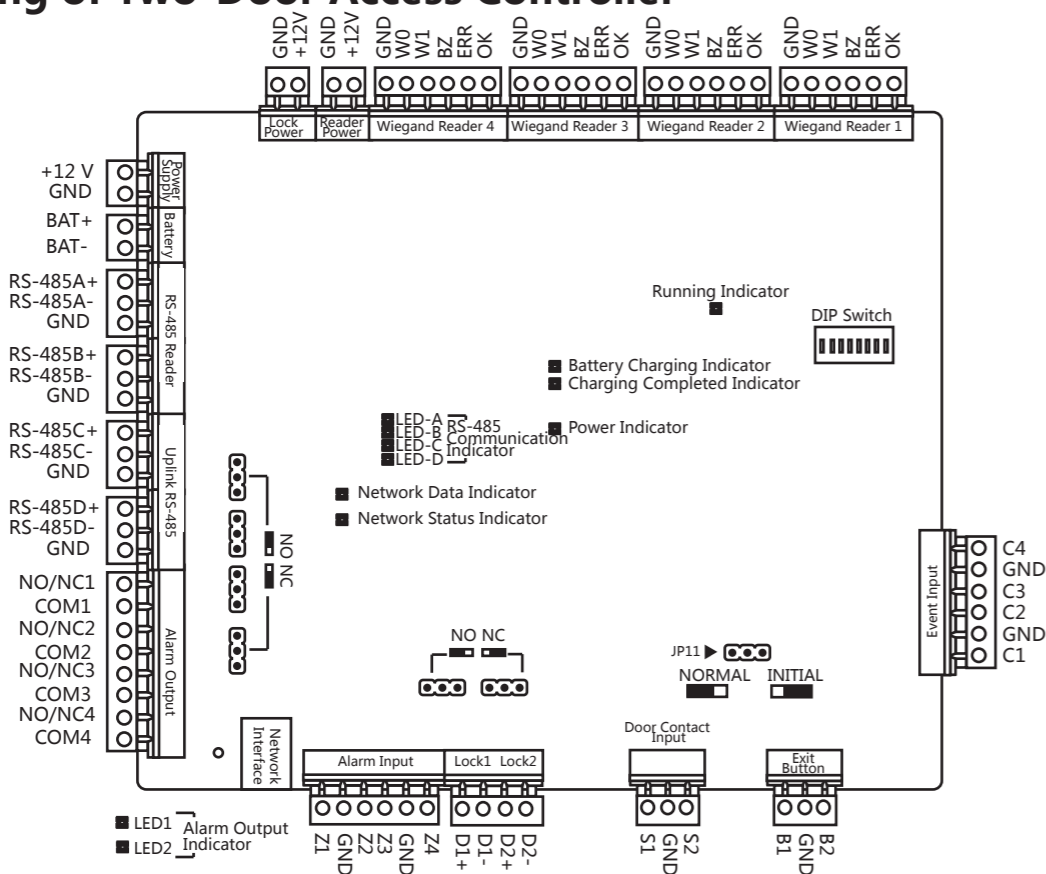 ng of Two-Door Access Controller
GND
+12V
GND
+12V
GND
W0
W1
BZ
ERR
OK
GND
W0
W1
BZ
ERR
OK
GND
W0
W1
BZ
ERR
OK
GND
W0
W1
BZ
ERR
OK
Lock
Power
Reader
Power
Wiegand Reader 4
Wiegand Reader 3
Wiegand Reader 2
Wiegand Reader 1
+12 V
GND
Power
Supply
BAT+
BAT-
Battery
RS-485A+
RS-485A-
GND
RS-485B+
RS-485B-
GND
RS-485 Reader
RS-485C+
RS-485C-
GND
RS-485D+
RS-485D-
GND
Uplink RS-485
NO/NC1
COM1
NO/NC2
COM2
NO/NC3
COM3
NO/NC4
COM4
Alarm Output
Running Indicator
DIP Switch
Battery Charging Indicator
Charging Completed Indicator
Power Indicator
LED-A
LED-B
LED-C
LED-D
RS-485
Communication
Indicator
Network Data Indicator
Network Status Indicator
NO NC
NO NC
JP11
NORMAL
INITIAL
Event Input
C4
GND
C3
C2
GND
C1
Network
Interface
Alarm Input
Lock1 Lock2
Door Contact
Input
Exit
Button
Z1
GND
Z2
Z3
GND
Z4
D1+
D1-
D2+
D2-
S1
GND
S2
B1
GND
B2
LED1
LED2
Alarm Output
Indicator